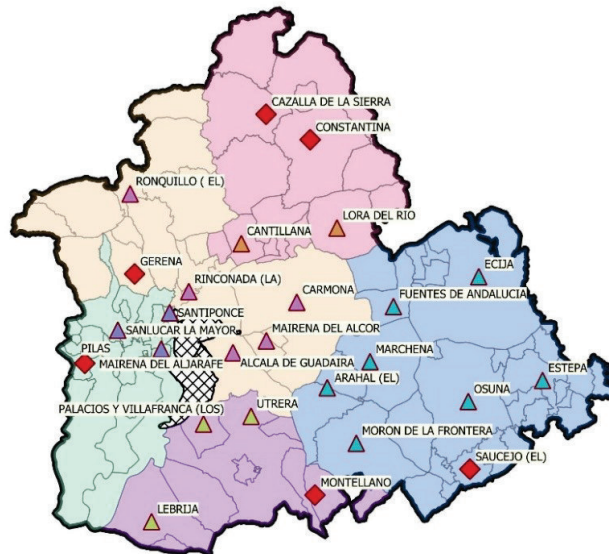 CAZALLA DE LA SIERRA
CONSTANTINA
RONQUILLO ( EL)
LORA DEL RIO
CANTILLANA
GERENA
ECIJA
RINCONADA (LA)
CARMONA
FUENTES DE ANDALUCIA
SANTIPONCE
SANLUCAR LA MAYOR
MAIRENA DEL ALCOR
PILAS
MARCHENA
MAIRENA DEL ALJARAFE
ALCALA DE GUADAIRA
ESTEPA
ARAHAL (EL)
OSUNA
PALACIOS Y VILLAFRANCA (LOS)
UTRERA
MORON DE LA FRONTERA
SAUCEJO (EL)
MONTELLANO
LEBRIJA